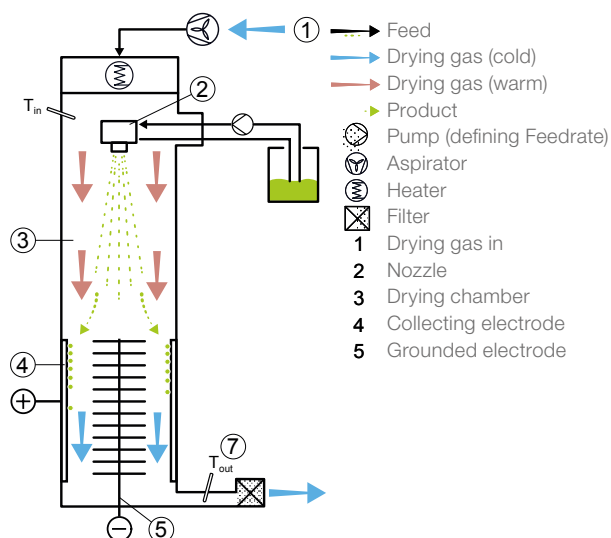 1
Feed
Drying gas (cold)
Drying gas (warm)
Product
Pump (defining Feedrate)
Aspirator
Heater
Filter
1 Drying gas in
2 Nozzle
3 Drying chamber
4 Collecting electrode
5 Grounded electrode
2
Tin
3
4
+
7
Tout
5
−